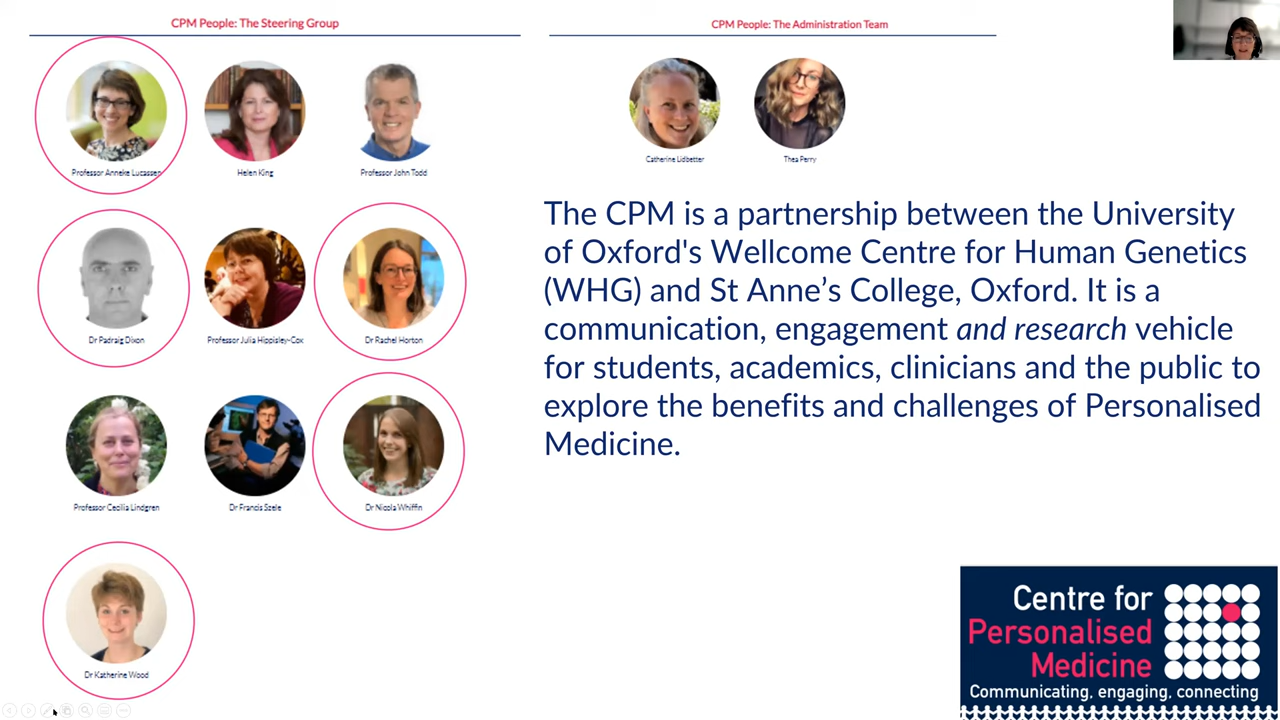 CPM People: The Steering Group
CPM People: The Administration Team
Professor Anneke Lucassen
Helen King
Professor John Todd
Catherine Lidbetter
Thea Perry
Dr Padraig Dixon
Professor Julia Hippisley-Cox
Dr Rachel Horton
Professor Cecilia Lindgren
Dr Francis Szele
Dr Nicola Whiffin
Dr Katherine Wood
The CPM is a partnership between the University
of Oxford's Wellcome Centre for Human Genetics
(WHG) and St Anne’s College, Oxford. It is a
communication, engagement and research vehicle
for students, academics, clinicians and the public to
explore the benefits and challenges of Personalised
Medicine.
Centre for
Personalised
Medicine
Communicating, engaging, connecting